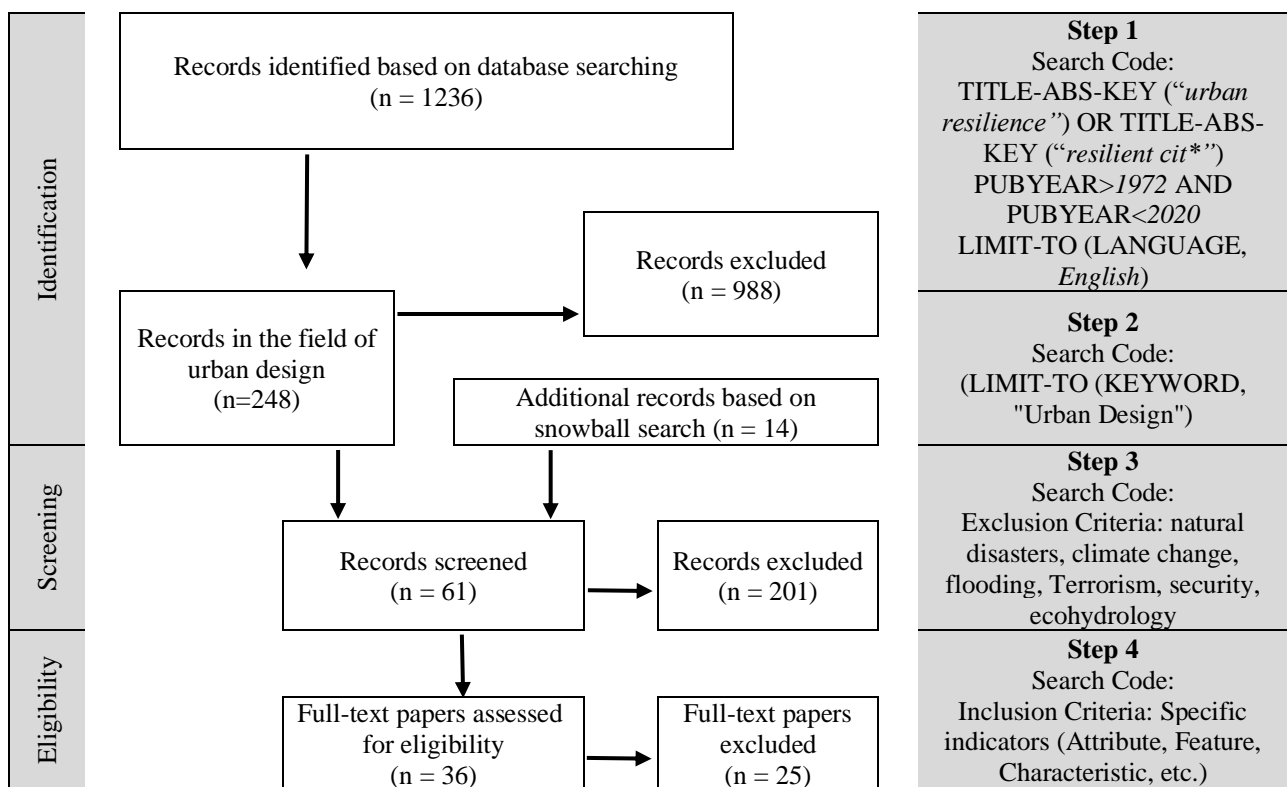 Identification
Records identified based on database searching
(n = 1236)
Records excluded
(n = 988)
Records in the field of
urban design
(n=248)
Additional records based on
snowball search (n = 14)
Step 1
Search Code:
TITLE-ABS-KEY (“urban
resilience”) OR TITLE-ABS-
KEY (“resilient cit*”)
PUBYEAR>1972 AND
PUBYEAR<2020
LIMIT-TO (LANGUAGE,
English)
Step 2
Search Code:
(LIMIT-TO (KEYWORD,
"Urban Design")
Screening
Records screened
(n = 61)
Records excluded
(n = 201)
Step 3
Search Code:
Exclusion Criteria: natural
disasters, climate change,
flooding, Terrorism, security,
ecohydrology
Eligibility
Full-text papers assessed
for eligibility
(n = 36)
Full-text papers
excluded
(n = 25)
Step 4
Search Code:
Inclusion Criteria: Specific
indicators (Attribute, Feature,
Characteristic, etc.)